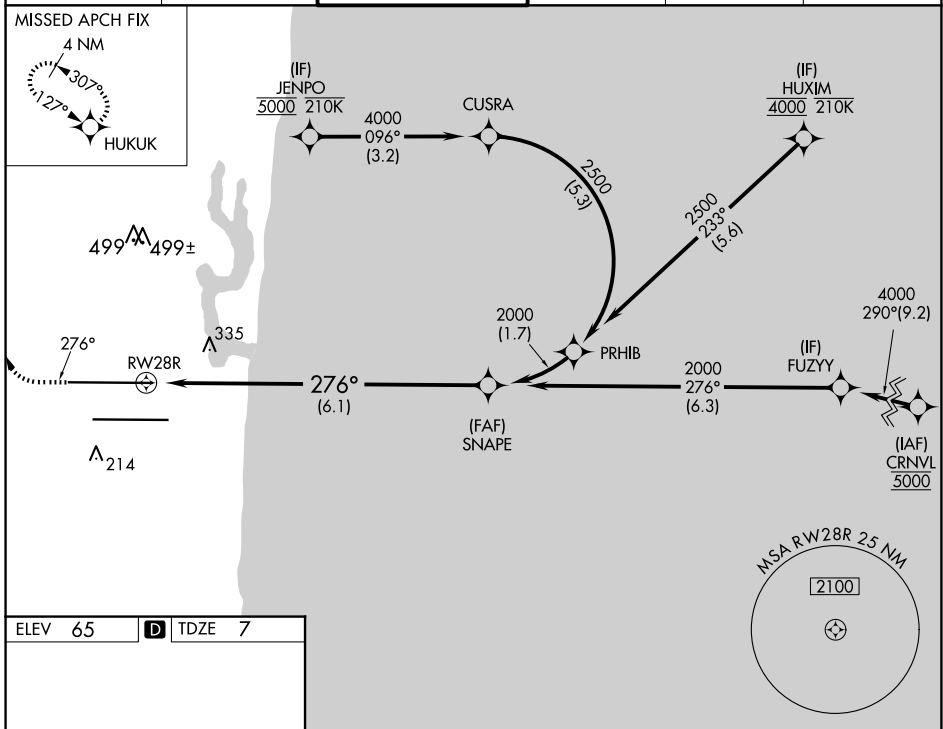 MISSED APCH FIX
4 NM
307°
127°
HUKUK
(IF)
JENPO
5000 210K
4000
096°
(3.2)
CUSRA
2500
(5.3)
(IF)
HUXIM
4000 210K
2500
233°
(5.6)
499 499±
335
276°
RW28R
214
276°
(6.1)
2000
(1.7)
PRHIB
(FAF)
SNAPE
2000
276°
(6.3)
(IF)
FUZYY
4000
290°(9.2)
(IAF)
CRNVL
5000
MSA RW28R 25 NM
2100
ELEV 65 D TDZE 7